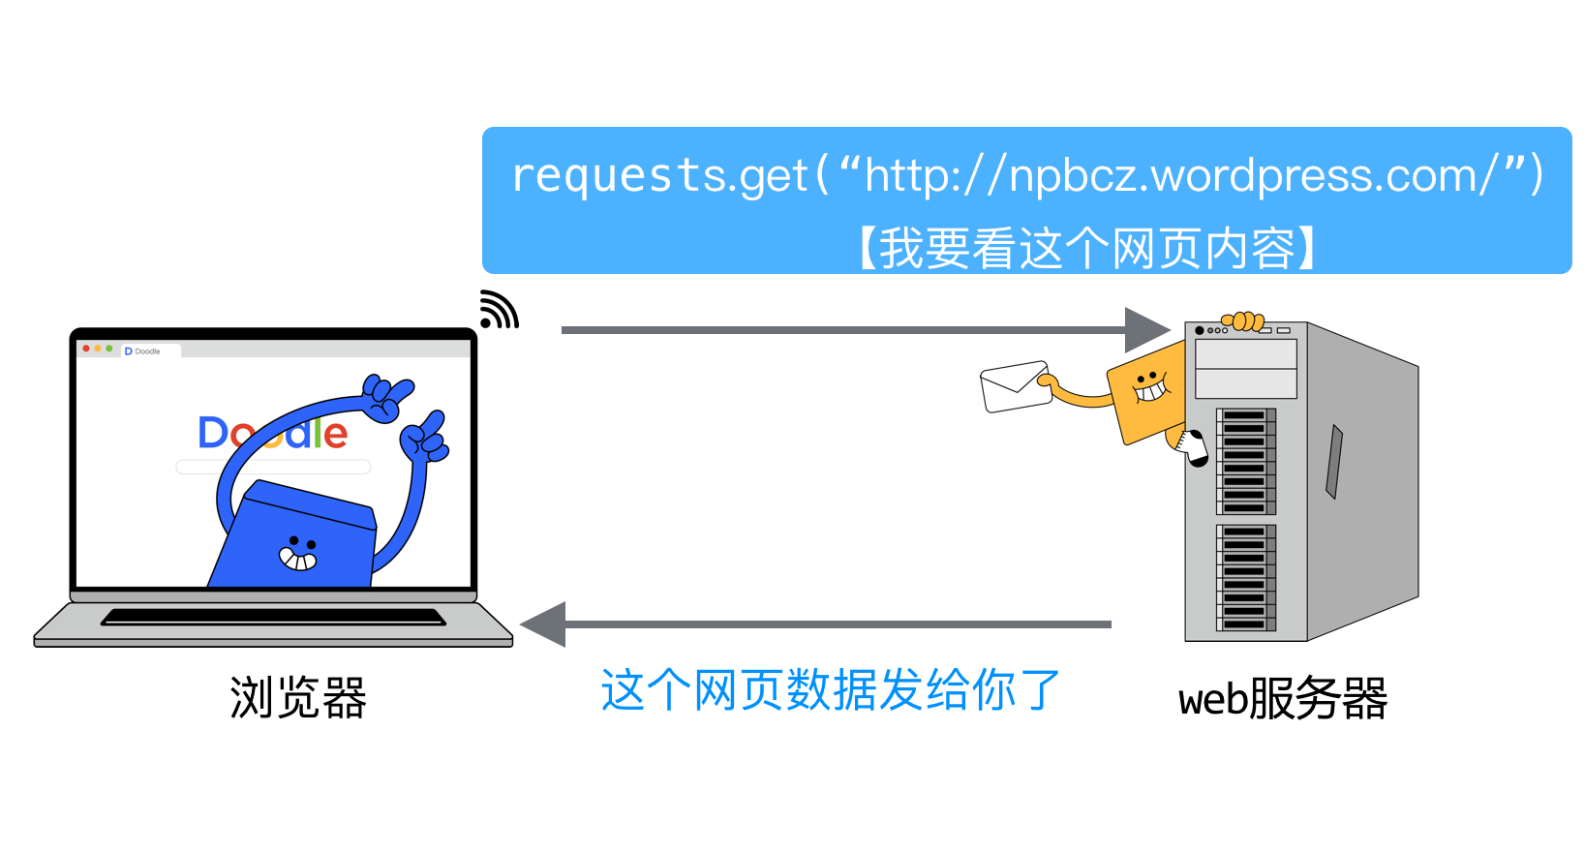 requests.get(“http://npbcz.wordpress.com/”)
【我要看这个网页内容】
Doodle
Doodle
这个网页数据发给你了
浏览器
web服务器